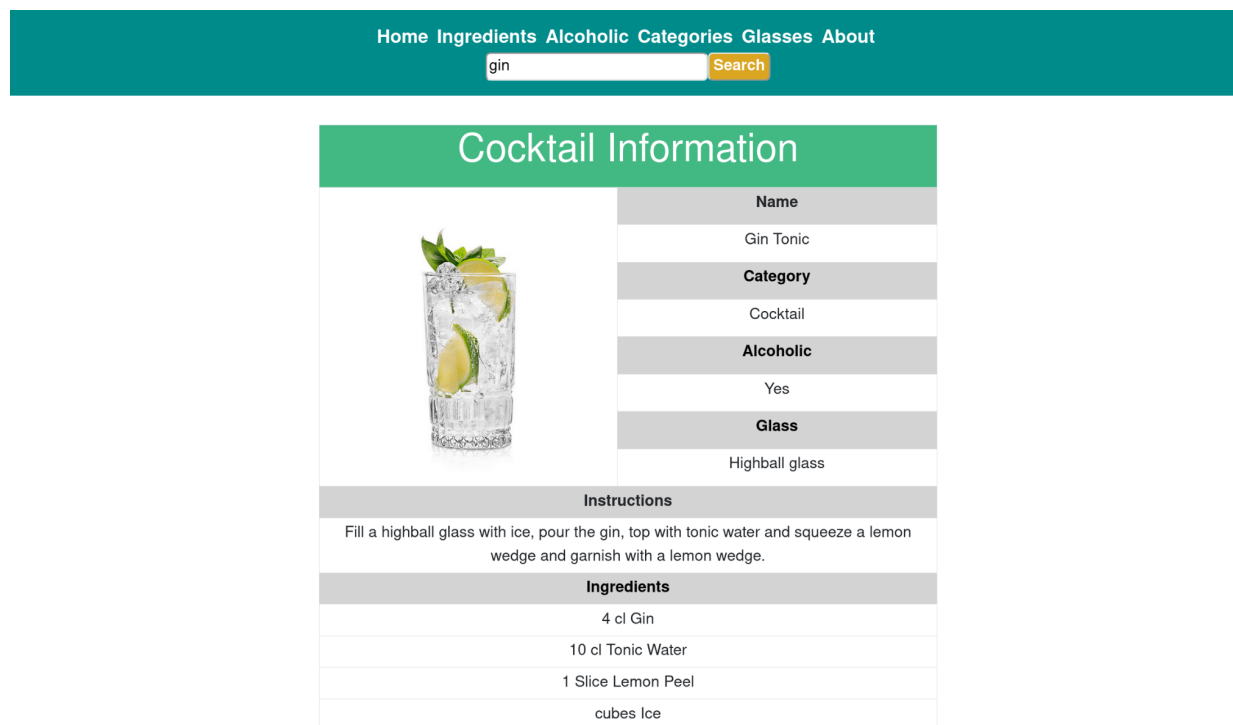 Home Ingredients Alcoholic Categories Glasses About
gin Search
Cocktail Information
Name
Gin Tonic
Category
Cocktail
Alcoholic
Yes
Glass
Highball glass
Instructions
Fill a highball glass with ice, pour the gin, top with tonic water and squeeze a lemon
wedge and garnish with a lemon wedge.
Ingredients
4 cl Gin
10 cl Tonic Water
1 Slice Lemon Peel
cubes Ice